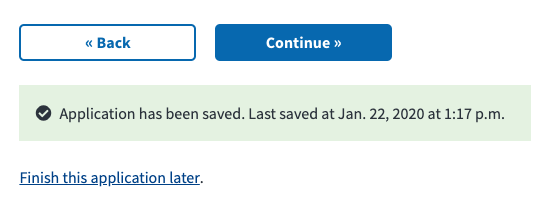 « Back
Continue »
Application has been saved. Last saved at Jan. 22, 2020 at 1:17 p.m.
Finish this application later.